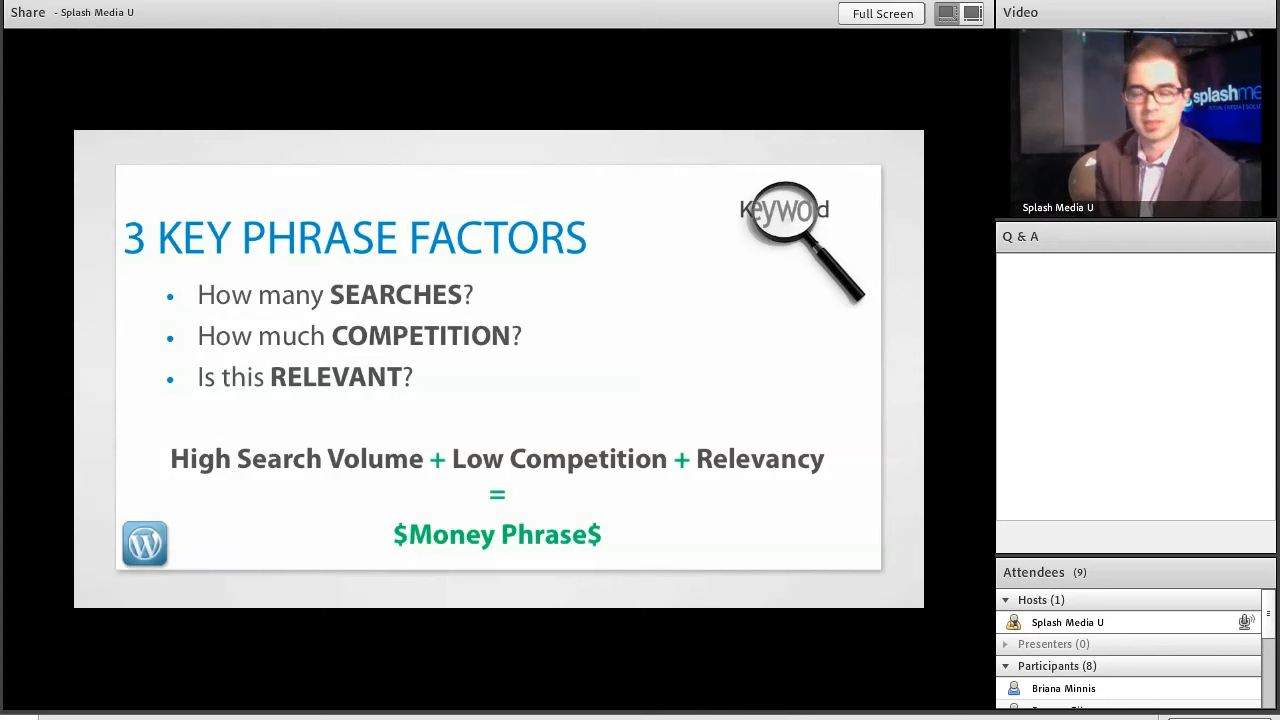 Share - Splash Media U
Full Screen
Video
splashme
Splash Media U
Keyword
3 KEY PHRASE FACTORS
• How many SEARCHES?
• How much COMPETITION?
• Is this RELEVANT?
High Search Volume + Low Competition + Relevancy
=
$Money Phrase$
W
Q & A
Attendees (9)
Hosts (1)
Splash Media U
Presenters (0)
Participants (8)
Briana Minnis